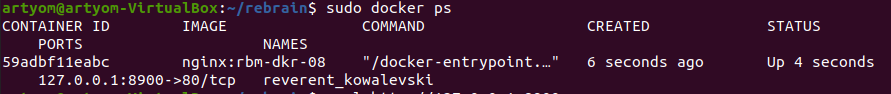 artyom@artyom-VirtualBox:~/rebrain$ sudo docker ps
CONTAINER ID   IMAGE              COMMAND                  CREATED         STATUS
    PORTS                  NAMES
59adbf11eabc   nginx:rbm-dkr-08   "/docker-entrypoint.…"   6 seconds ago   Up 4 seconds
    127.0.0.1:8900->80/tcp   reverent_kowalevski